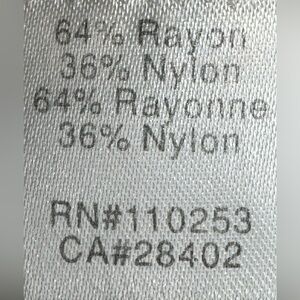 64% Rayon
36% Nylon
64% Rayonne
36% Nylon
RN#110253
CA#28402